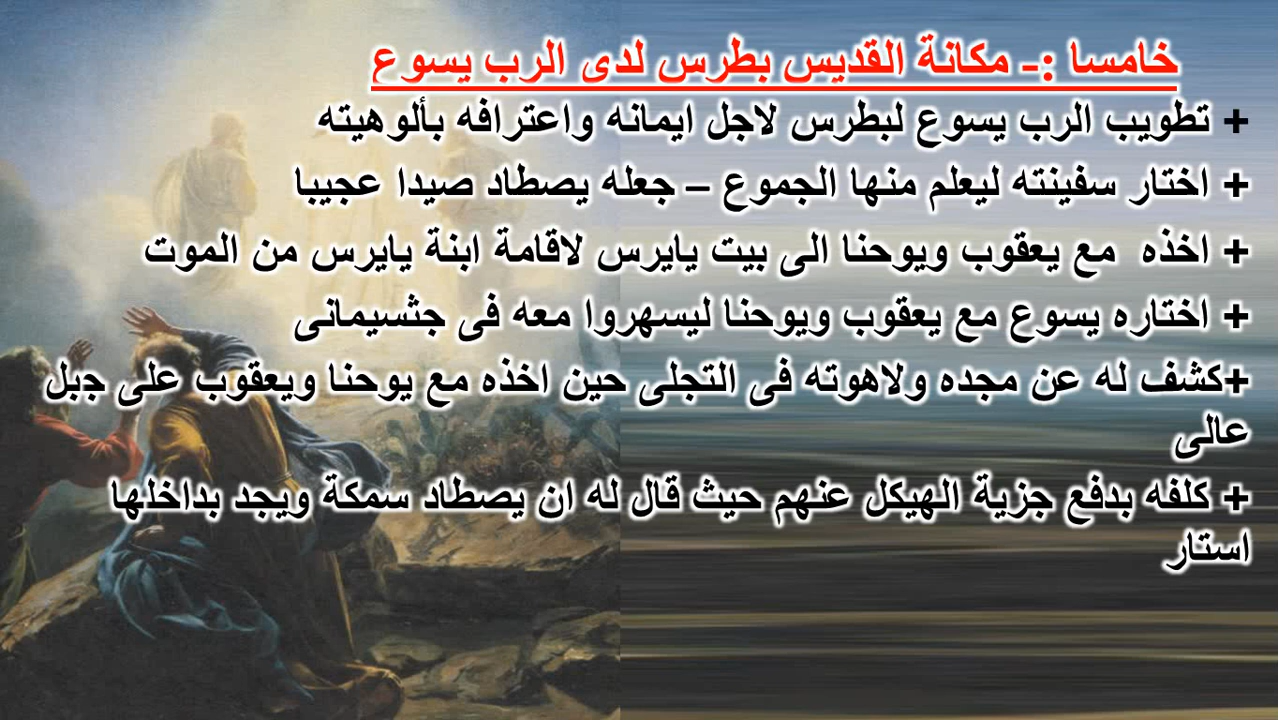 خامسا :- مكانة القديس بطرس لدى الرب يسوع
+ تطويب الرب يسوع لبطرس لاجل ايمانه واعترافه بألوهيته
+ اختار سفينته ليعلم منها الجموع – جعله يصطاد صيدا عجيبا
+ اخذه مع يعقوب ويوحنا الى بيت يايرس لاقامة ابنة يايرس من الموت
+ اختاره يسوع مع يعقوب ويوحنا ليسهروا معه فى جثسيمانى
+كشف له عن مجده ولاهوته فى التجلى حين اخذه مع يوحنا ويعقوب على جبل
عالى
+ كلفه بدفع جزية الهيكل عنهم حيث قال له ان يصطاد سمكة ويجد بداخلها
استار